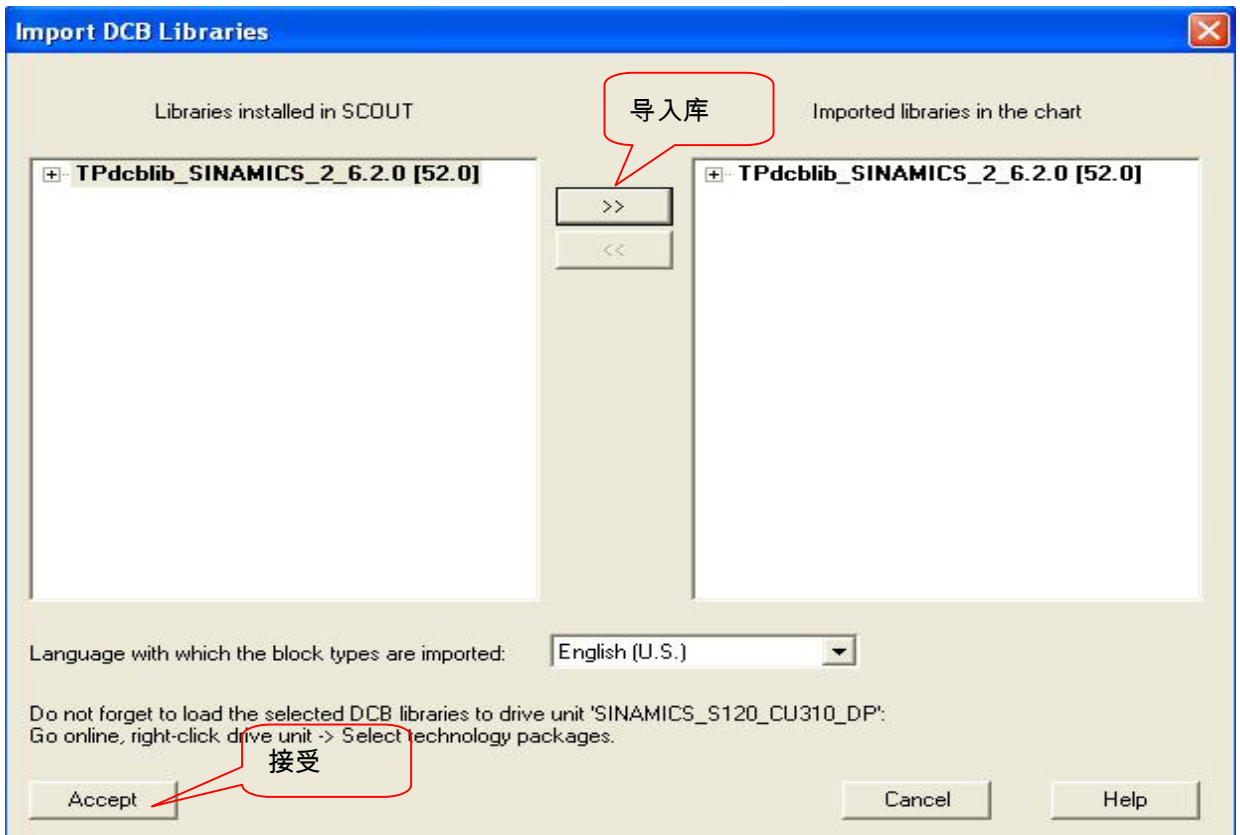 Import DCB Libraries
Libraries installed in SCOUT
导入库
Imported libraries in the chart
TPdcblib_SINAMICS_2_6.2.0 [52.0]
>>
<<
TPdcblib_SINAMICS_2_6.2.0 [52.0]
Language with which the block types are imported:
English (U.S.)
Do not forget to load the selected DCB libraries to drive unit 'SINAMICS_S120_CU310_DP':
Go online, right-click drive unit -> Select technology packages.
接受
Accept
Cancel
Help